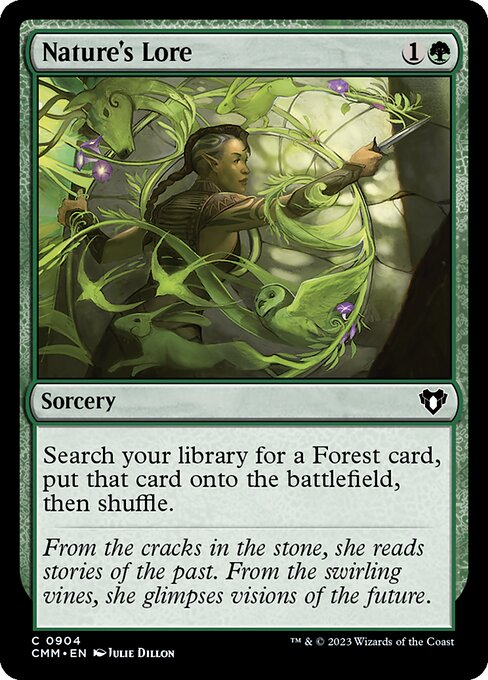 Nature's Lore 1
Sorcery
Search your library for a Forest card,
put that card onto the battlefield,
then shuffle.
From the cracks in the stone, she reads
stories of the past. From the swirling
vines, she glimpses visions of the future.
C 0904
CMM • EN Julie Dillon
™ & © 2023 Wizards of the Coast